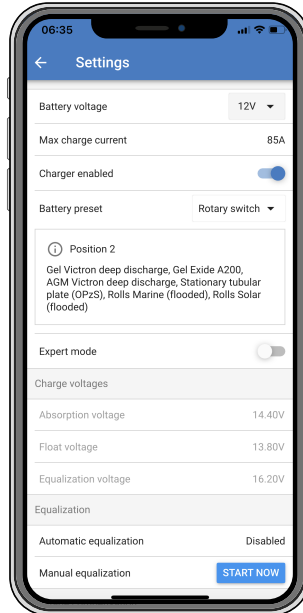 06:35
Settings
Battery voltage 12V
Max charge current 85A
Charger enabled
Battery preset Rotary switch
Position 2
Gel Victron deep discharge, Gel Exide A200,
AGM Victron deep discharge, Stationary tubular
plate (OPzS), Rolls Marine (flooded), Rolls Solar
(flooded)
Expert mode
Charge voltages
Absorption voltage 14.40V
Float voltage 13.80V
Equalization voltage 16.20V
Equalization
Automatic equalization Disabled
Manual equalization START NOW